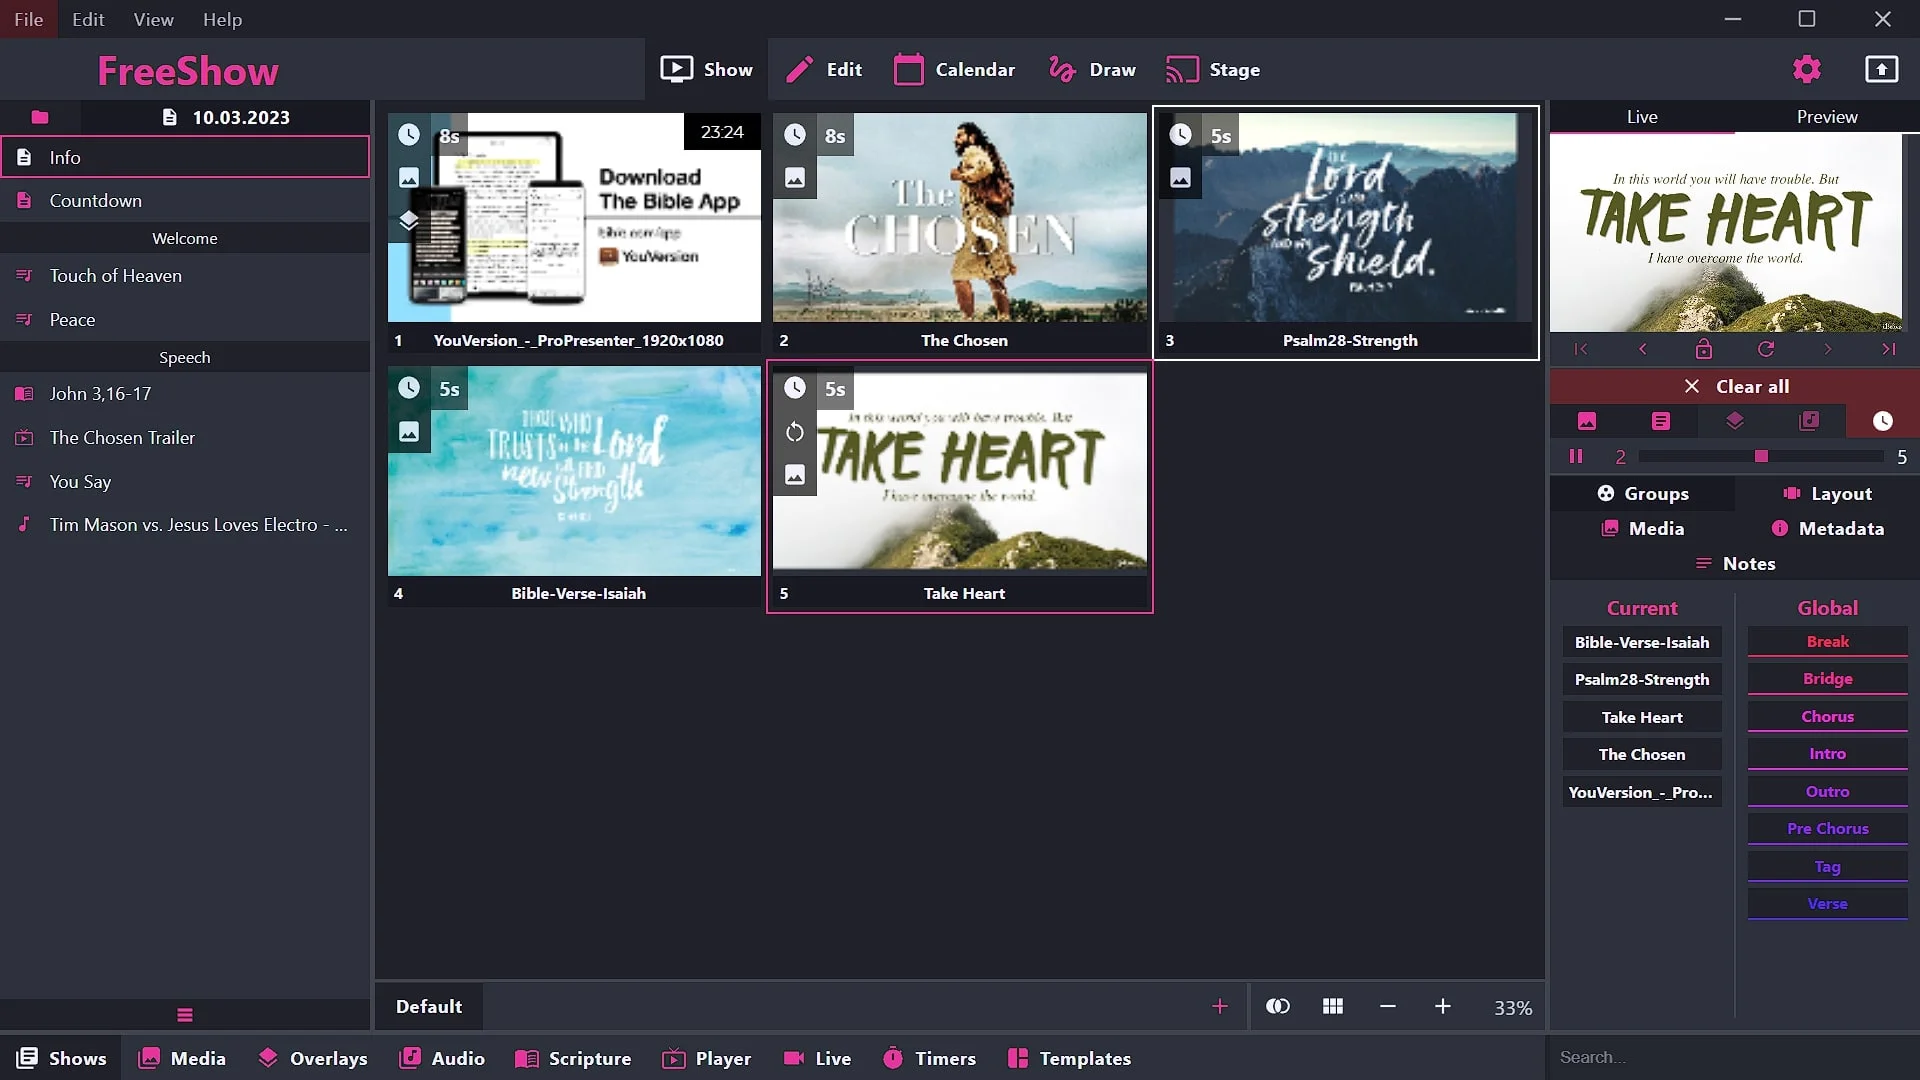 File Edit View Help
FreeShow
Show Edit Calendar Draw Stage
10.03.2023
Info
Countdown
Welcome
Touch of Heaven
Peace
Speech
John 3,16-17
The Chosen Trailer
You Say
Tim Mason vs. Jesus Loves Electro - ...
8s
23:24
Download
The Bible App
bible.com/app
YouVersion
1 YouVersion_-_ProPresenter_1920x1080
8s
The
CHOSEN
2 The Chosen
5s
THE
Lord
IS MY
strength
AND MY
shield.
3 Psalm28-Strength
5s
THOSE WHO
TRUSTS in the Lord
will FIND
new strength
4 Bible-Verse-Isaiah
5s
In this world you will have trouble. But
TAKE HEART
I have overcome the world.
5 Take Heart
Default
33%
Live Preview
In this world you will have trouble. But
TAKE HEART
I have overcome the world.
Clear all
2 5
Groups Layout
Media Metadata
Notes
Current
Bible-Verse-Isaiah
Psalm28-Strength
Take Heart
The Chosen
YouVersion_-_Pro...
Global
Break
Bridge
Chorus
Intro
Outro
Pre Chorus
Tag
Verse
Shows Media Overlays Audio Scripture Player Live Timers Templates
Search...